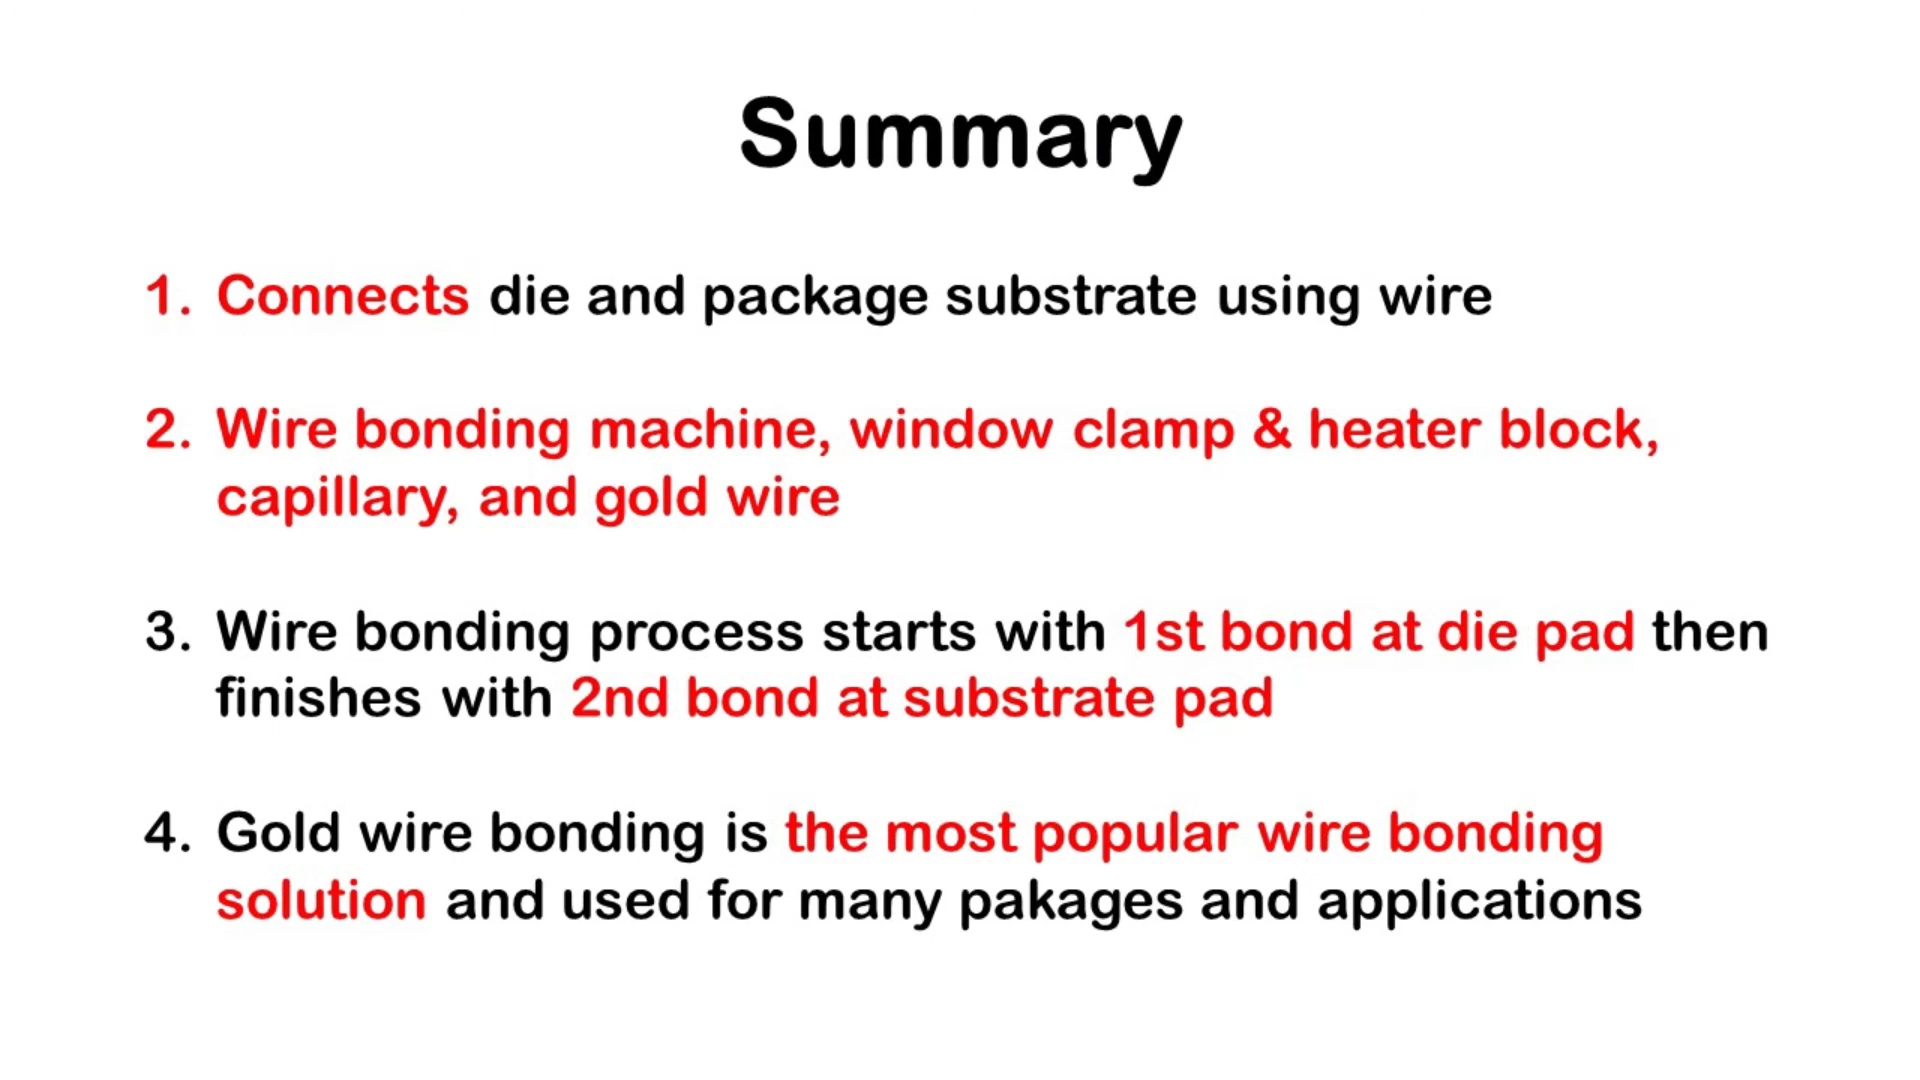 Summary
1. Connects die and package substrate using wire
2. Wire bonding machine, window clamp & heater block,
capillary, and gold wire
3. Wire bonding process starts with 1st bond at die pad then
finishes with 2nd bond at substrate pad
4. Gold wire bonding is the most popular wire bonding
solution and used for many pakages and applications